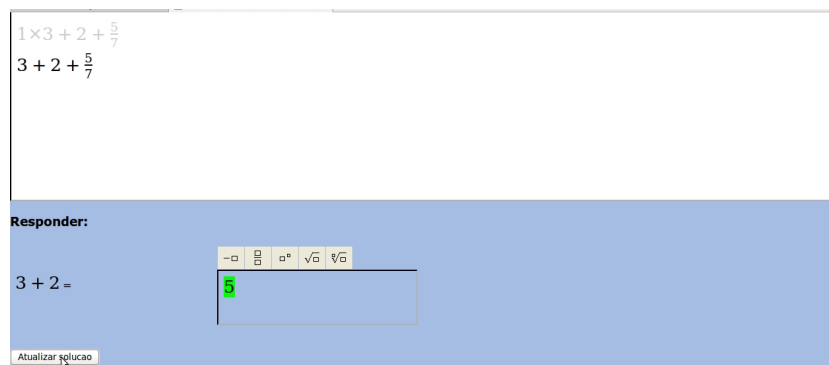 1×3 + 2 + 5/7
3 + 2 + 5/7
Responder:
3 + 2 =
5
Atualizar solucao